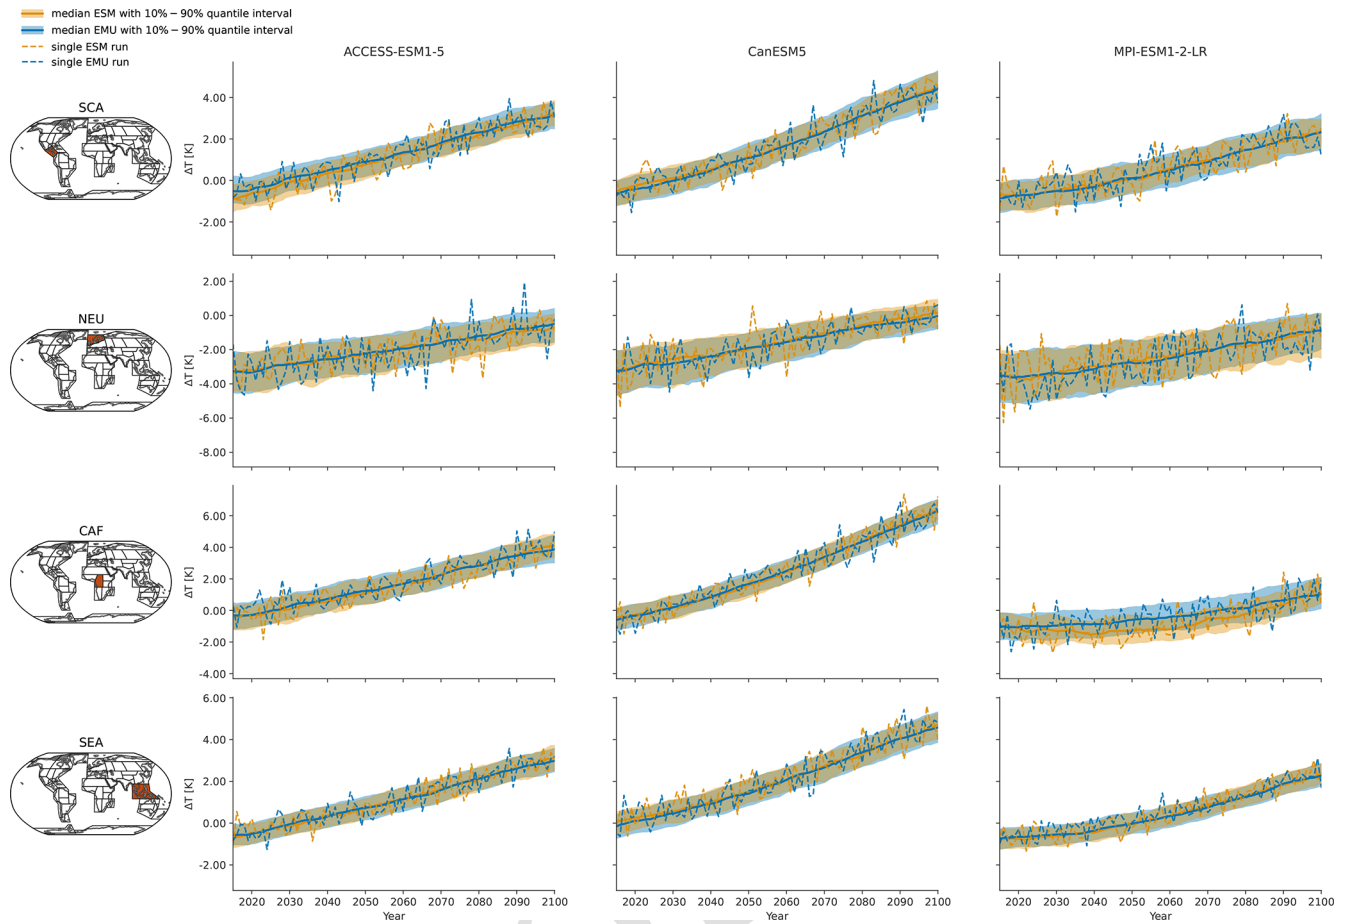 median ESM with 10% − 90% quantile interval
median EMU with 10% − 90% quantile interval
single ESM run
single EMU run
ACCESS-ESM1-5 CanESM5 MPI-ESM1-2-LR
SCA
ΔT [K]
4.00
2.00
0.00
-2.00
NEU
ΔT [K]
2.00
0.00
-2.00
-4.00
-6.00
-8.00
CAF
ΔT [K]
6.00
4.00
2.00
0.00
-2.00
-4.00
SEA
ΔT [K]
6.00
4.00
2.00
0.00
-2.00
2020 2030 2040 2050 2060 2070 2080 2090 2100 2020 2030 2040 2050 2060 2070 2080 2090 2100 2020 2030 2040 2050 2060 2070 2080 2090 2100
Year Year Year